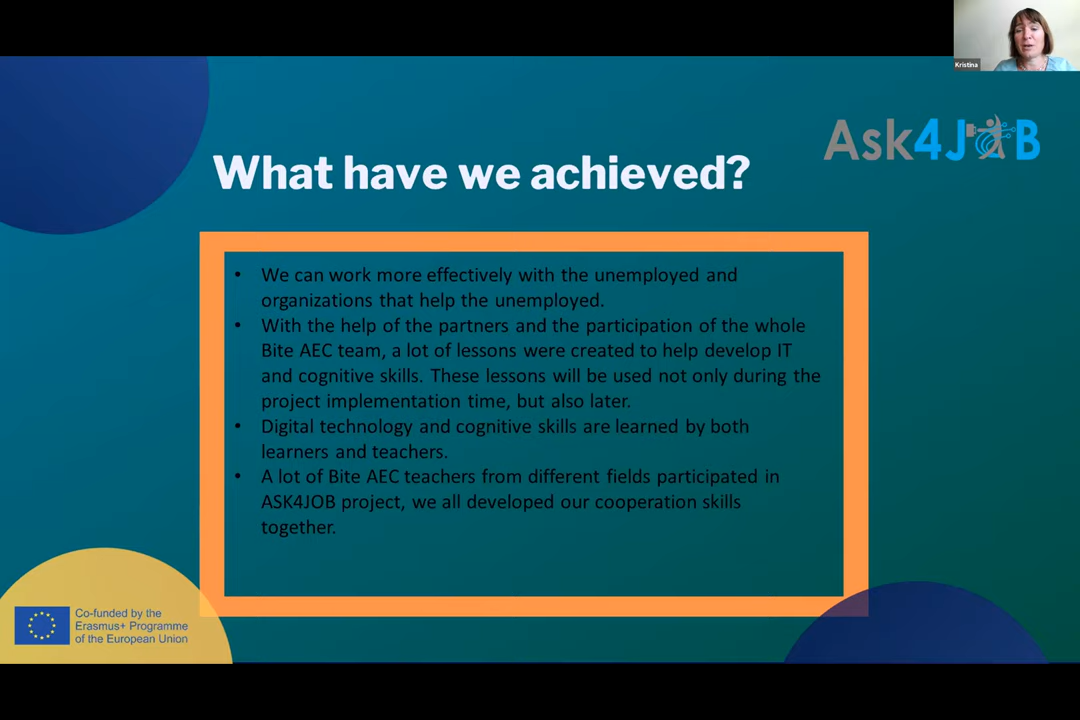 Kristina
Ask4JOB
What have we achieved?
• We can work more effectively with the unemployed and
organizations that help the unemployed.
• With the help of the partners and the participation of the whole
Bite AEC team, a lot of lessons were created to help develop IT
and cognitive skills. These lessons will be used not only during the
project implementation time, but also later.
• Digital technology and cognitive skills are learned by both
learners and teachers.
• A lot of Bite AEC teachers from different fields participated in
ASK4JOB project, we all developed our cooperation skills
together.
Co-funded by the
Erasmus+ Programme
of the European Union